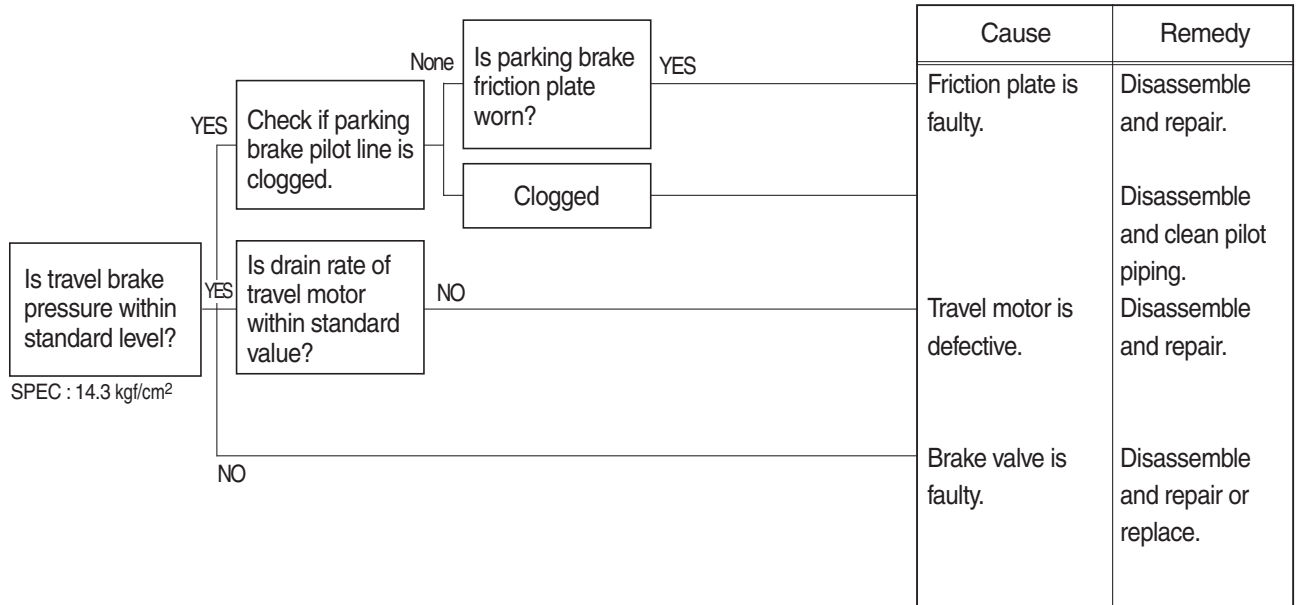 Cause
Remedy
None
Is parking brake
friction plate
worn?
YES
Friction plate is
faulty.
Disassemble
and repair.
YES
Check if parking
brake pilot line is
clogged.
Clogged
Disassemble
and clean pilot
piping.
Is travel brake
pressure within
standard level?
SPEC : 14.3 kgf/cm²
YES
Is drain rate of
travel motor
within standard
value?
NO
Travel motor is
defective.
Disassemble
and repair.
NO
Brake valve is
faulty.
Disassemble
and repair or
replace.